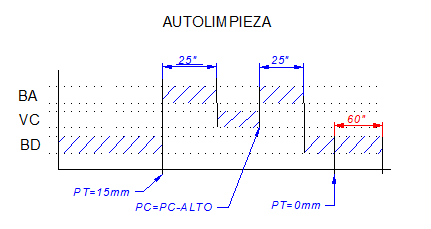 AUTOLIMPIEZA
25" 25"
BA
VC
60"
BD
PT=15mm
PC=PC-ALTO
PT=0mm